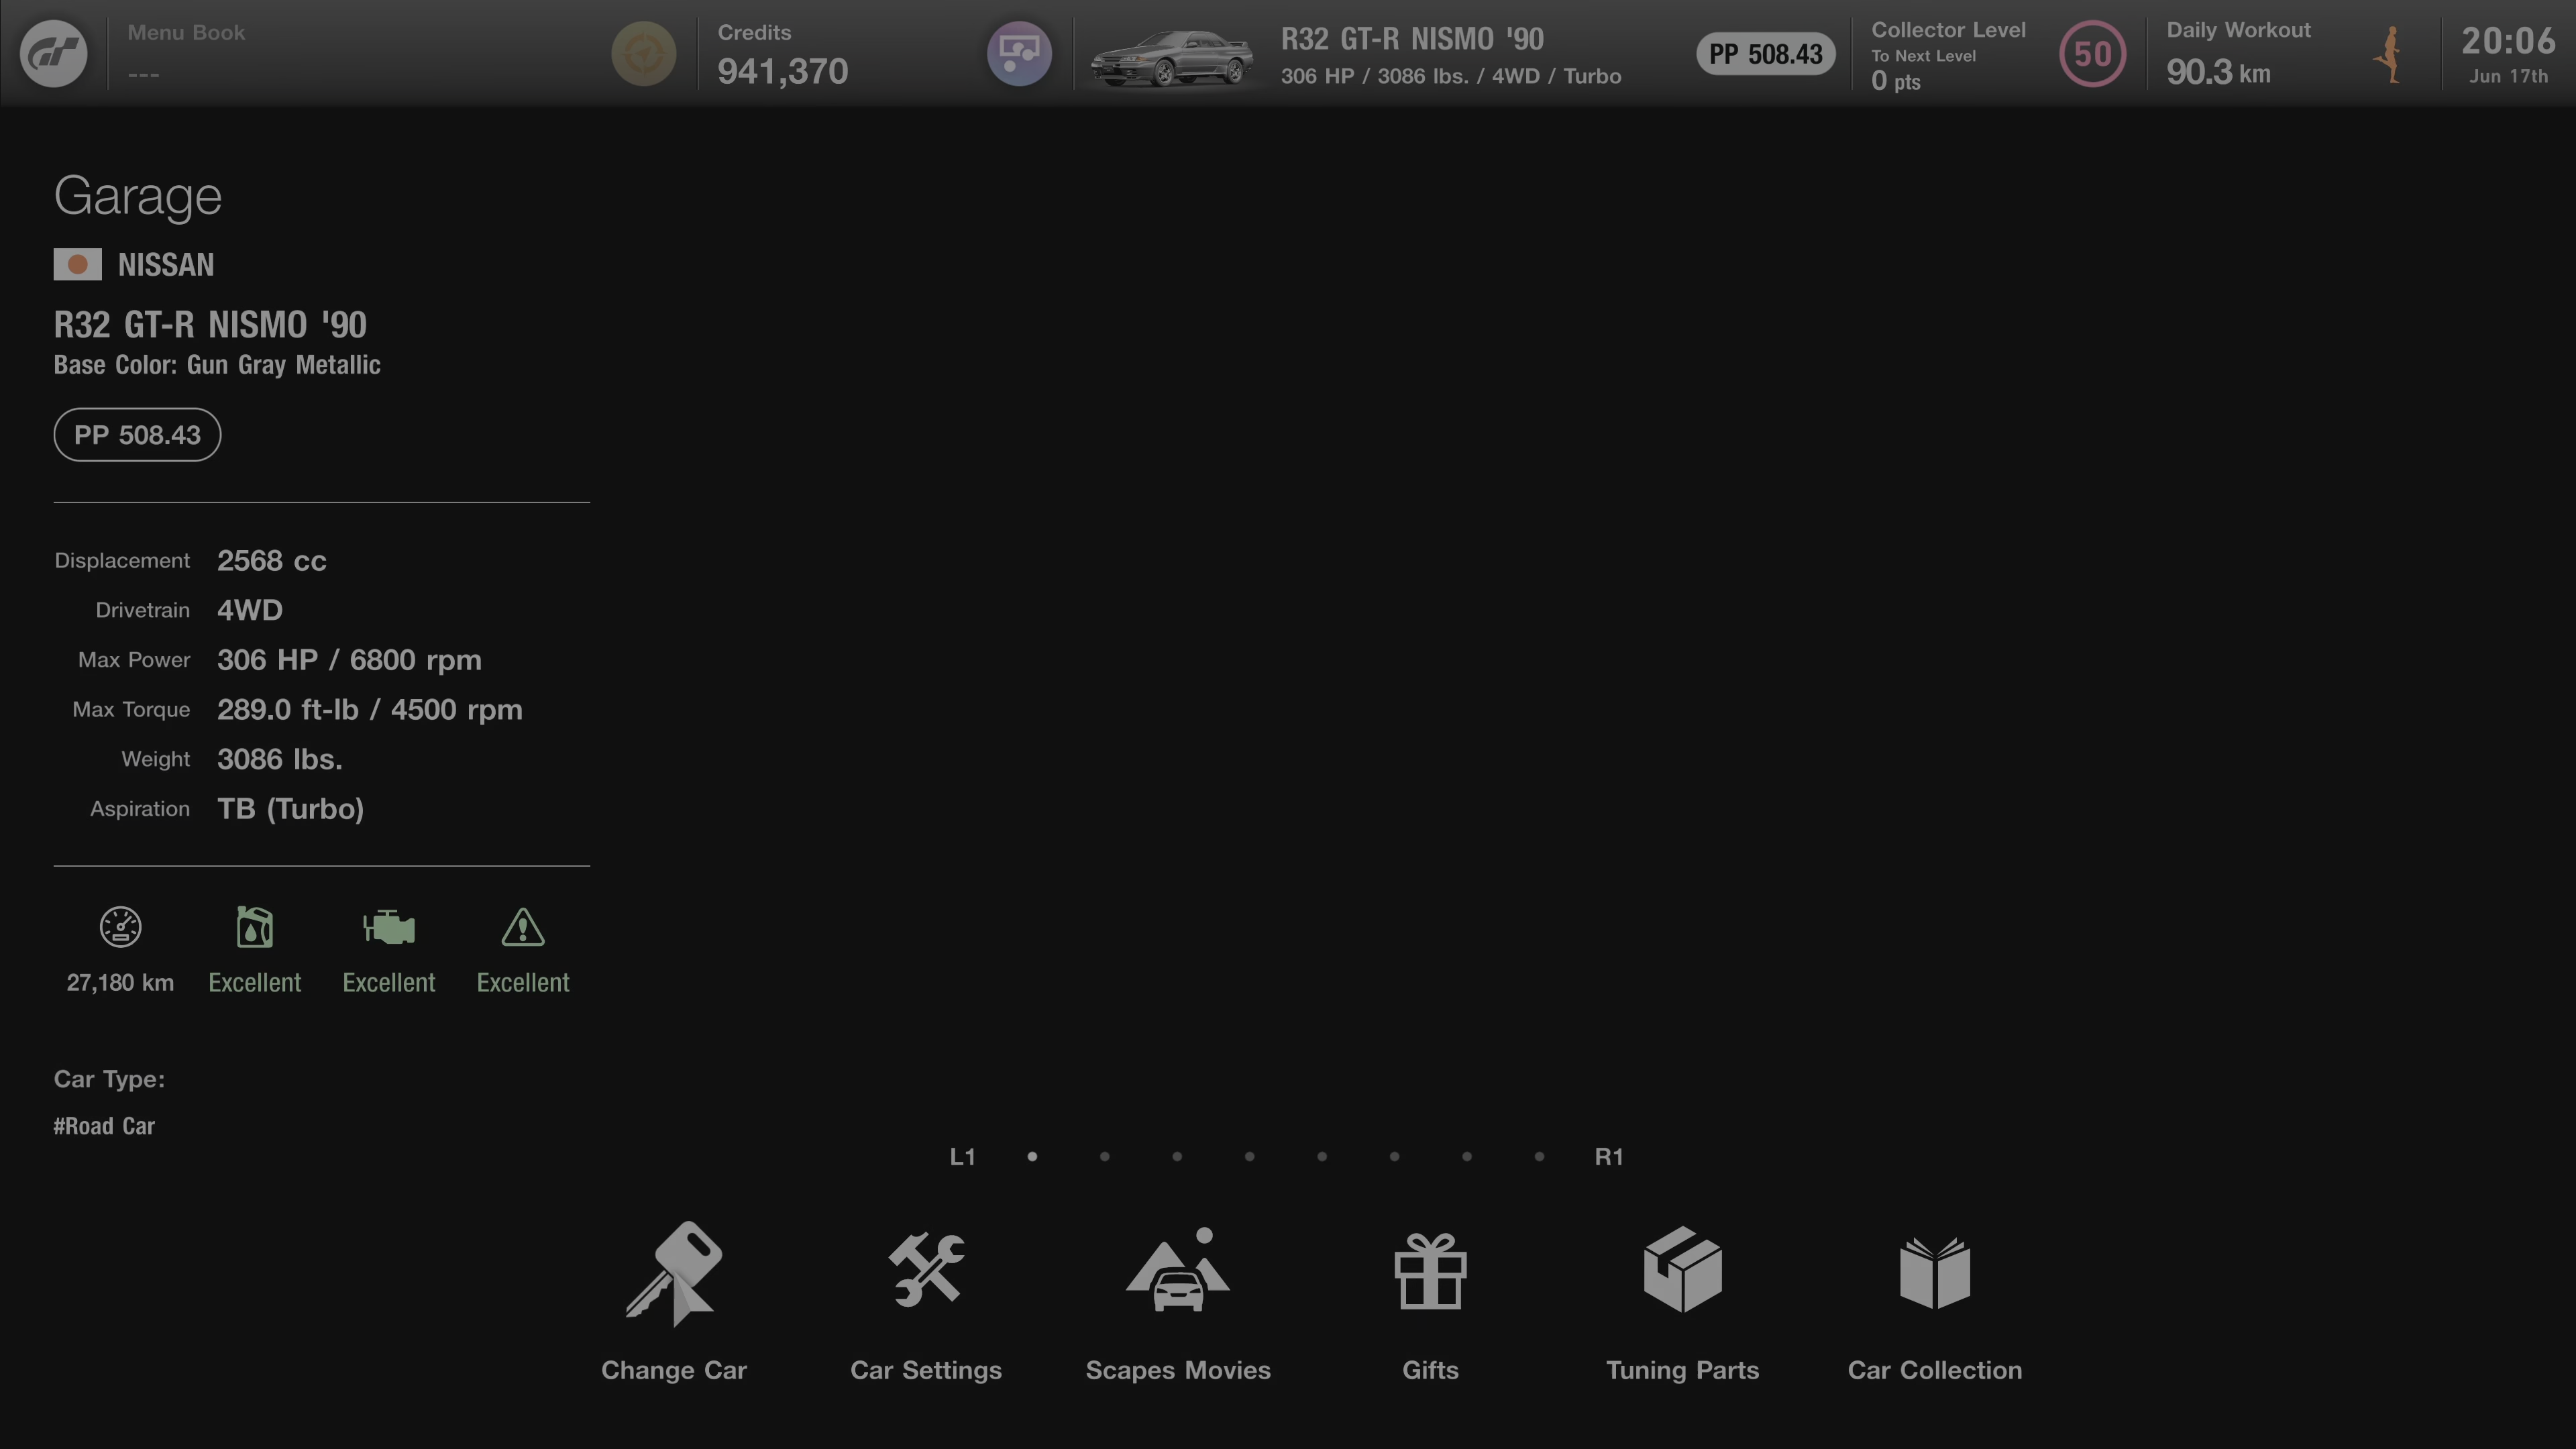 Menu Book
---
Credits
941,370
R32 GT-R NISMO '90
306 HP / 3086 lbs. / 4WD / Turbo
PP 508.43
Collector Level
To Next Level
0 pts
50
Daily Workout
90.3 km
20:06
Jun 17th
Garage
NISSAN
R32 GT-R NISMO '90
Base Color: Gun Gray Metallic
PP 508.43
Displacement 2568 cc
Drivetrain 4WD
Max Power 306 HP / 6800 rpm
Max Torque 289.0 ft-lb / 4500 rpm
Weight 3086 lbs.
Aspiration TB (Turbo)
27,180 km Excellent Excellent Excellent
Car Type:
#Road Car
L1 R1
Change Car Car Settings Scapes Movies Gifts Tuning Parts Car Collection